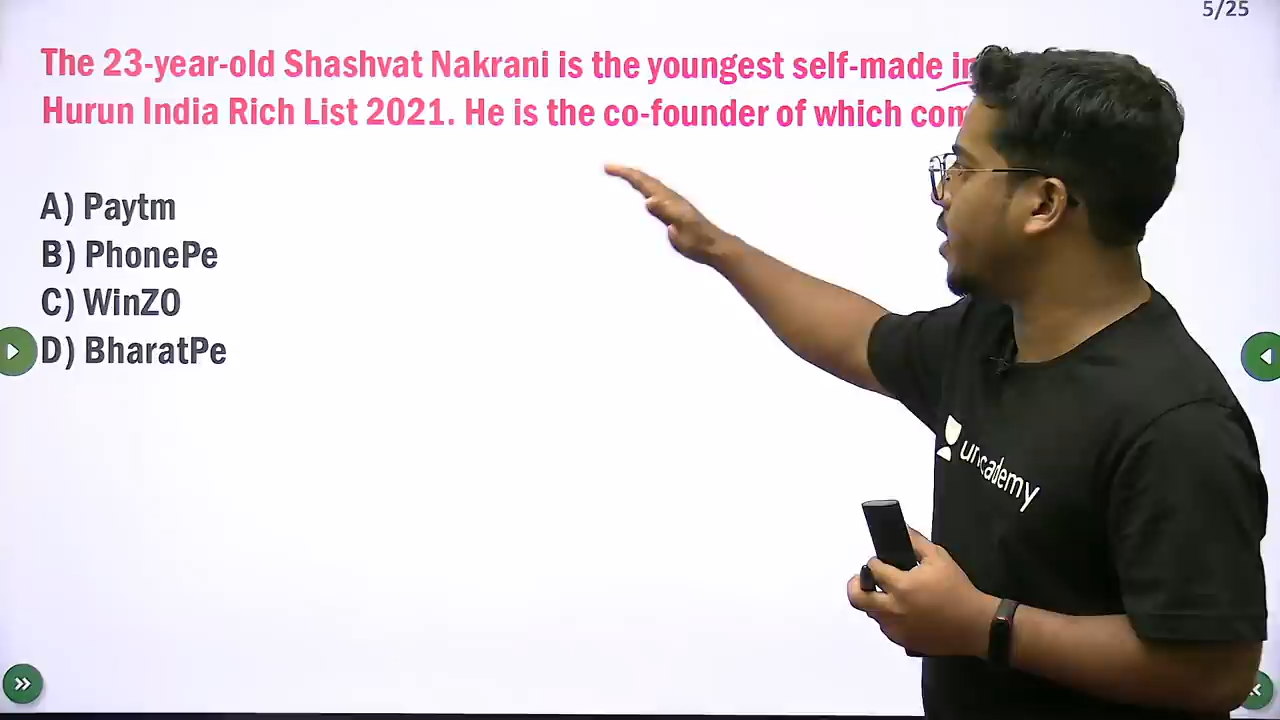 5/25
The 23-year-old Shashvat Nakrani is the youngest self-made
Hurun India Rich List 2021. He is the co-founder of which
A) Paytm
B) PhonePe
C) WinZO
D) BharatPe
unacademy